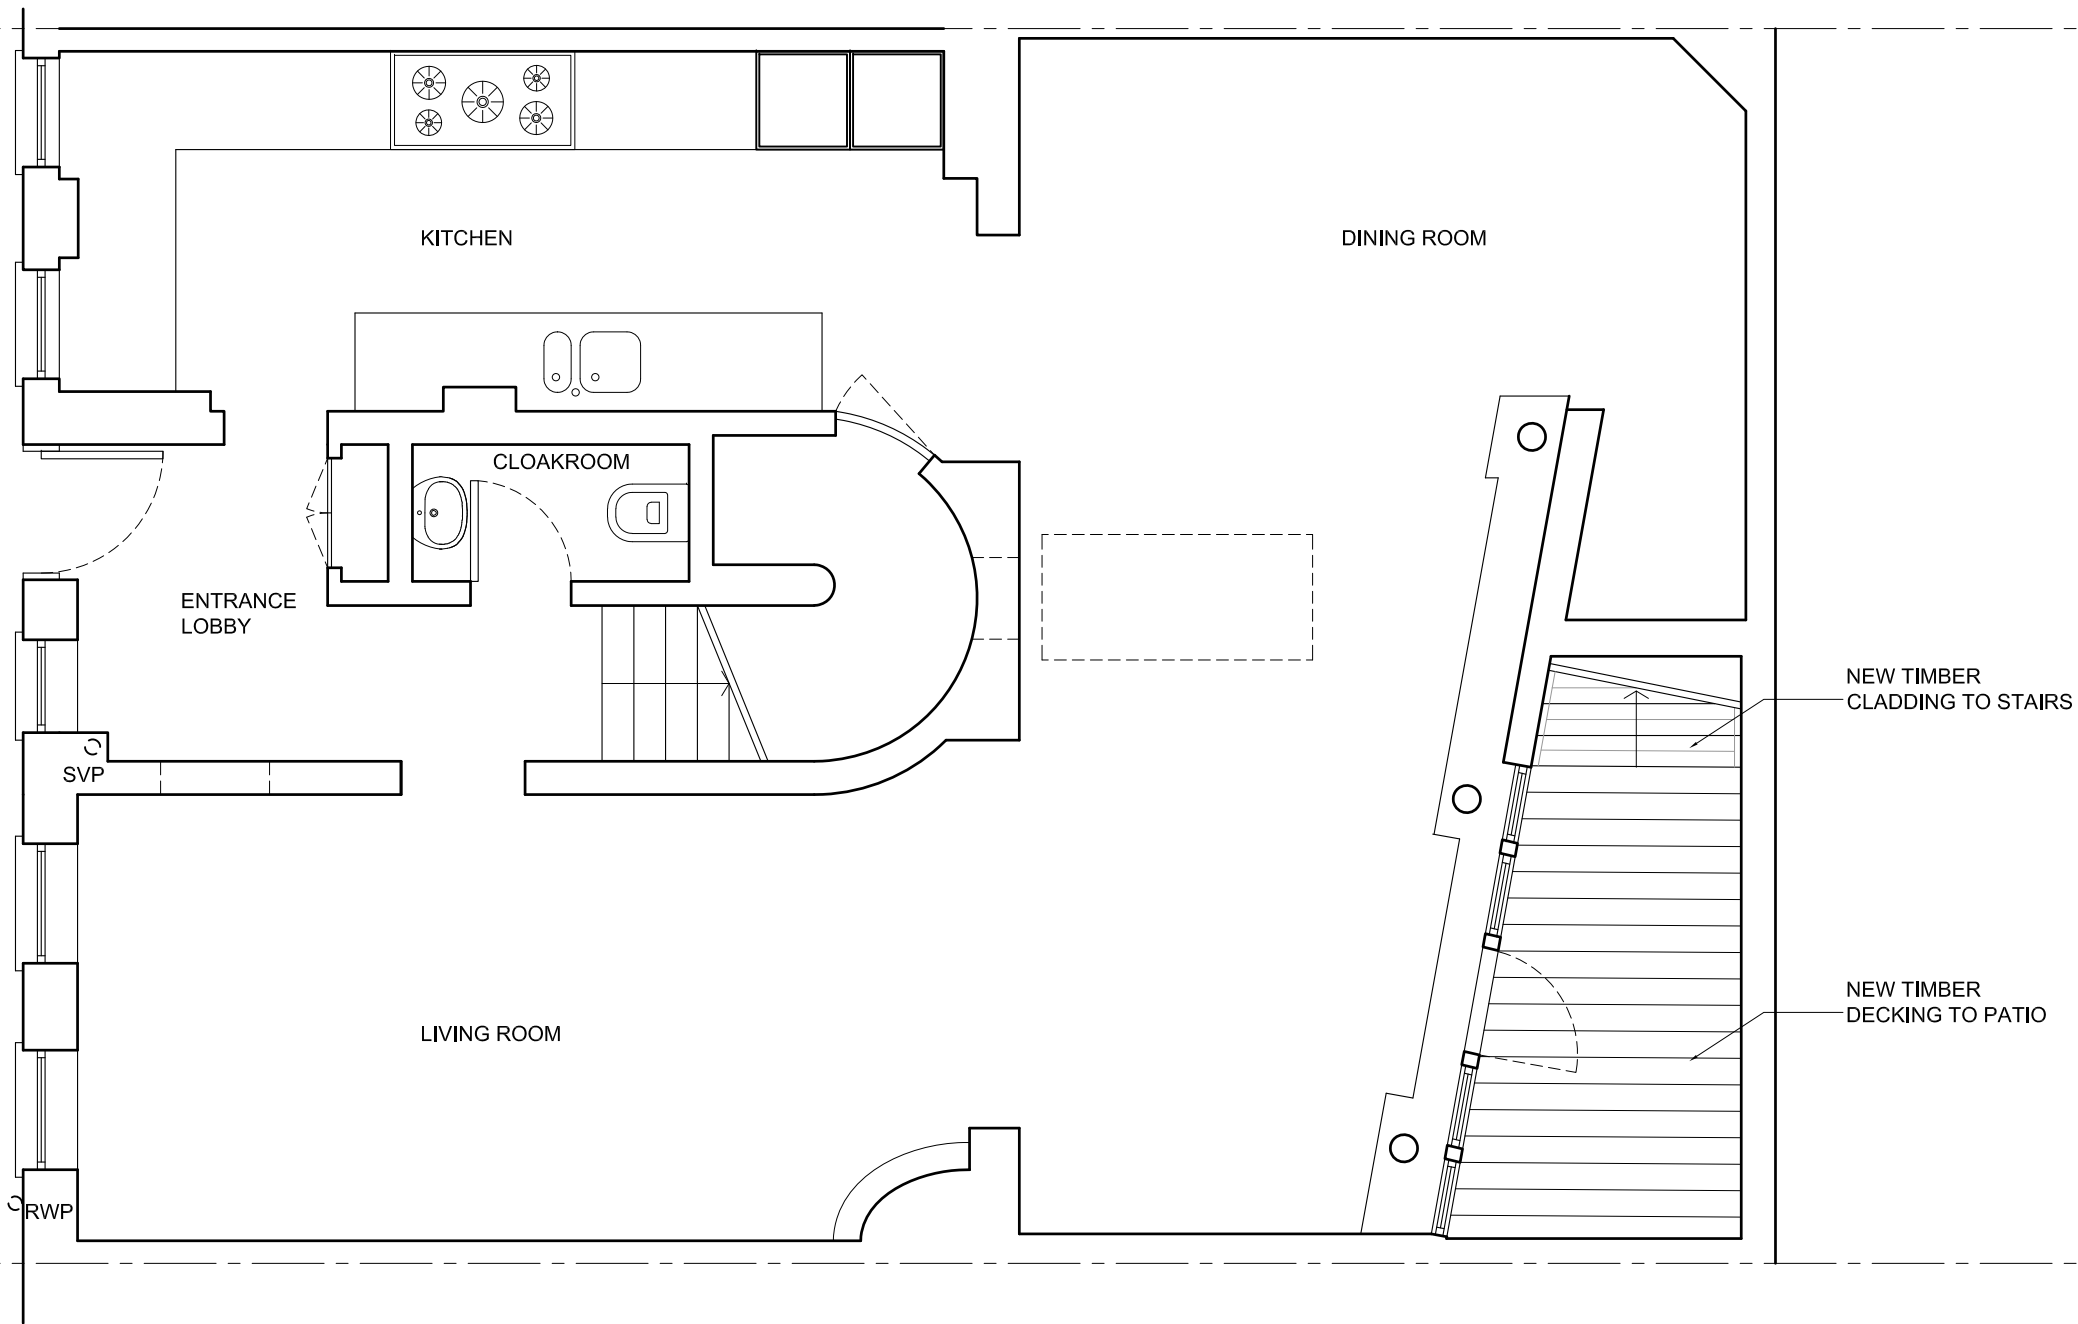 KITCHEN
DINING ROOM
CLOAKROOM
ENTRANCE
LOBBY
NEW TIMBER
CLADDING TO STAIRS
SVP
NEW TIMBER
DECKING TO PATIO
LIVING ROOM
RWP